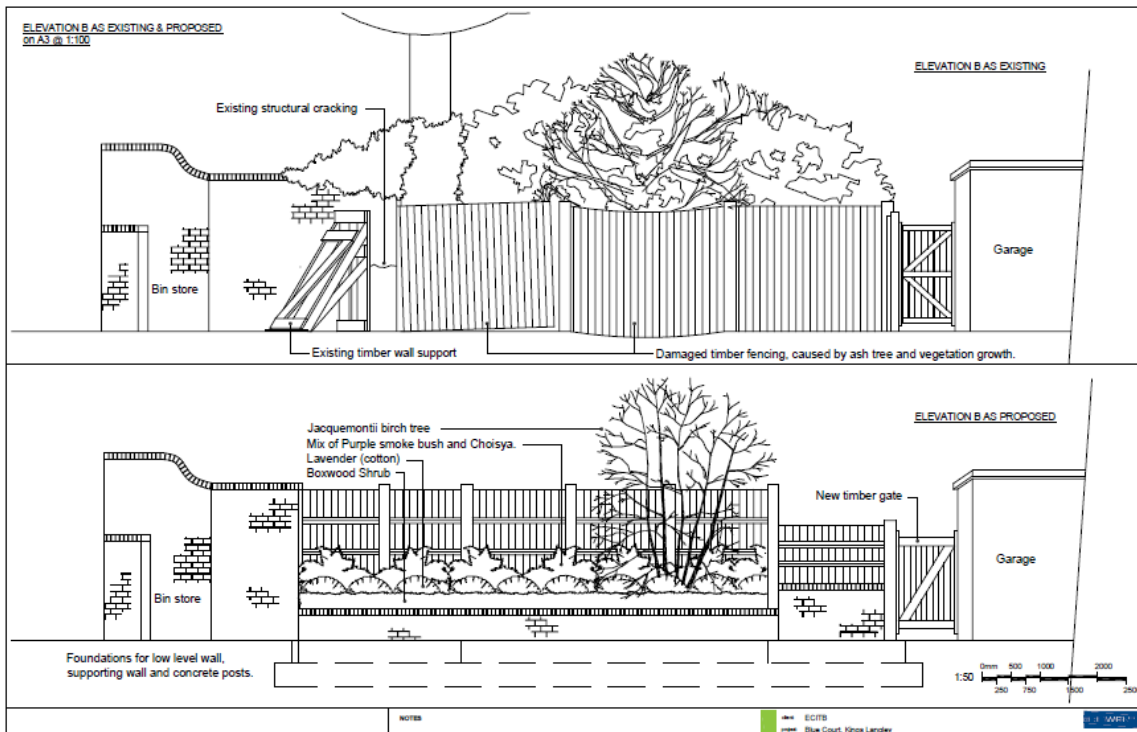 ELEVATION B AS EXISTING & PROPOSED
on A3 @ 1:100
ELEVATION B AS EXISTING
Existing structural cracking
Garage
Bin store
Existing timber wall support
Damaged timber fencing, caused by ash tree and vegetation growth.
ELEVATION B AS PROPOSED
Jacquemontii birch tree
Mix of Purple smoke bush and Choisya.
Lavender (cotton)
Boxwood Shrub
New timber gate
Garage
Bin store
Foundations for low level wall,
supporting wall and concrete posts.
1:50
0mm 500 1000 2000
250 750 1500 250
NOTES
client ECITB
project Blue Court, Kings Langley